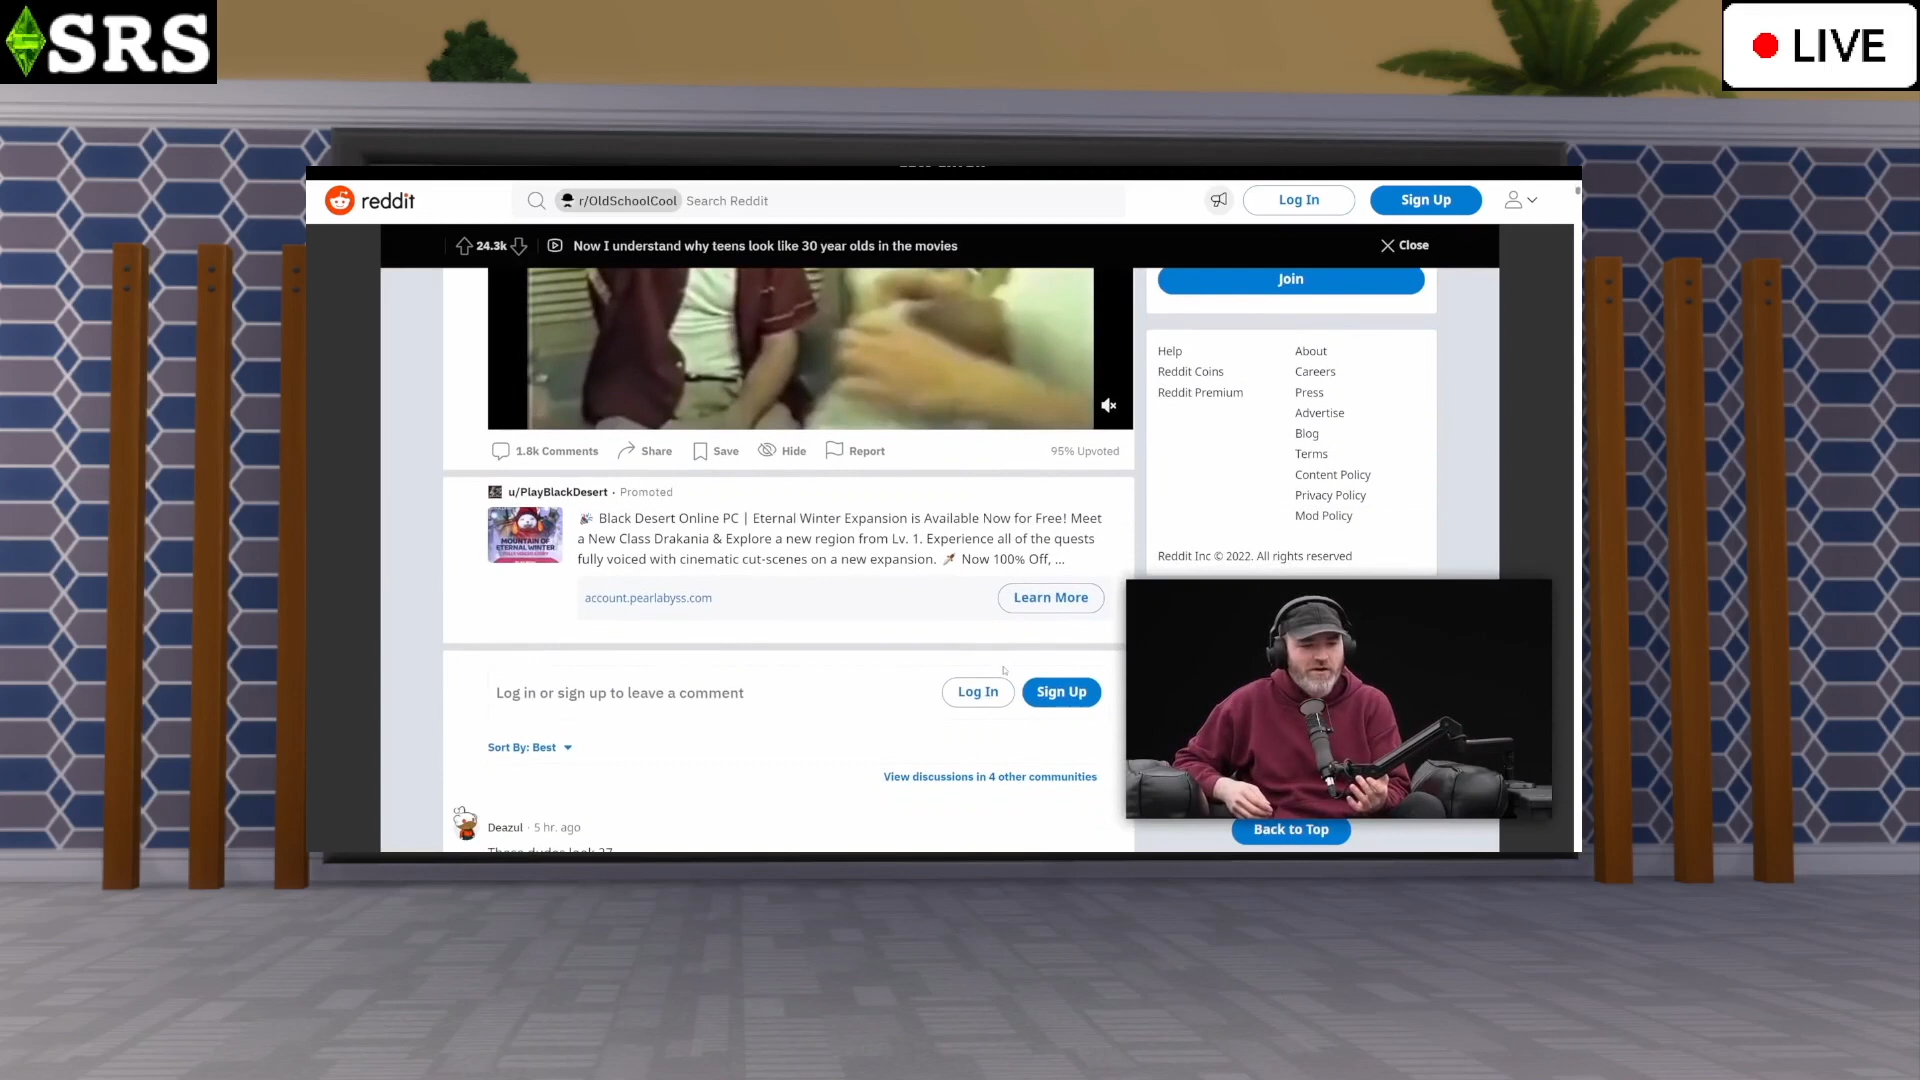 SRS
LIVE
reddit
r/OldSchoolCool Search Reddit
Log In
Sign Up
24.3k
Now I understand why teens look like 30 year olds in the movies
Close
Join
Help
Reddit Coins
Reddit Premium
About
Careers
Press
Advertise
Blog
Terms
Content Policy
Privacy Policy
Mod Policy
Reddit Inc © 2022. All rights reserved
1.8k Comments
Share
Save
Hide
Report
95% Upvoted
u/PlayBlackDesert · Promoted
MOUNTAIN OF
ETERNAL WINTER
🎉 Black Desert Online PC | Eternal Winter Expansion is Available Now for Free! Meet
a New Class Drakania & Explore a new region from Lv. 1. Experience all of the quests
fully voiced with cinematic cut-scenes on a new expansion. 🗡 Now 100% Off, ...
account.pearlabyss.com
Learn More
Log in or sign up to leave a comment
Log In
Sign Up
Sort By: Best
View discussions in 4 other communities
Deazul · 5 hr. ago
Back to Top